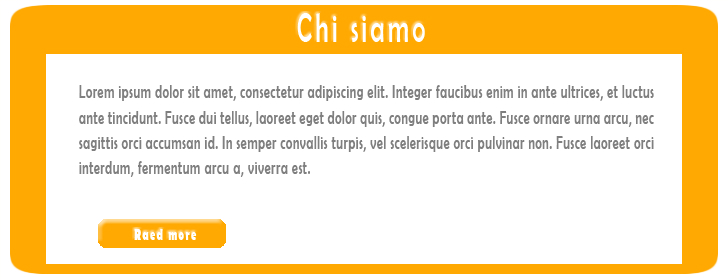 Chi siamo
Lorem ipsum dolor sit amet, consectetur adipiscing elit. Integer faucibus enim in ante ultrices, et luctus
ante tincidunt. Fusce dui tellus, laoreet eget dolor quis, congue porta ante. Fusce ornare urna arcu, nec
sagittis orci accumsan id. In semper convallis turpis, vel scelerisque orci pulvinar non. Fusce laoreet orci
interdum, fermentum arcu a, viverra est.
Raed more